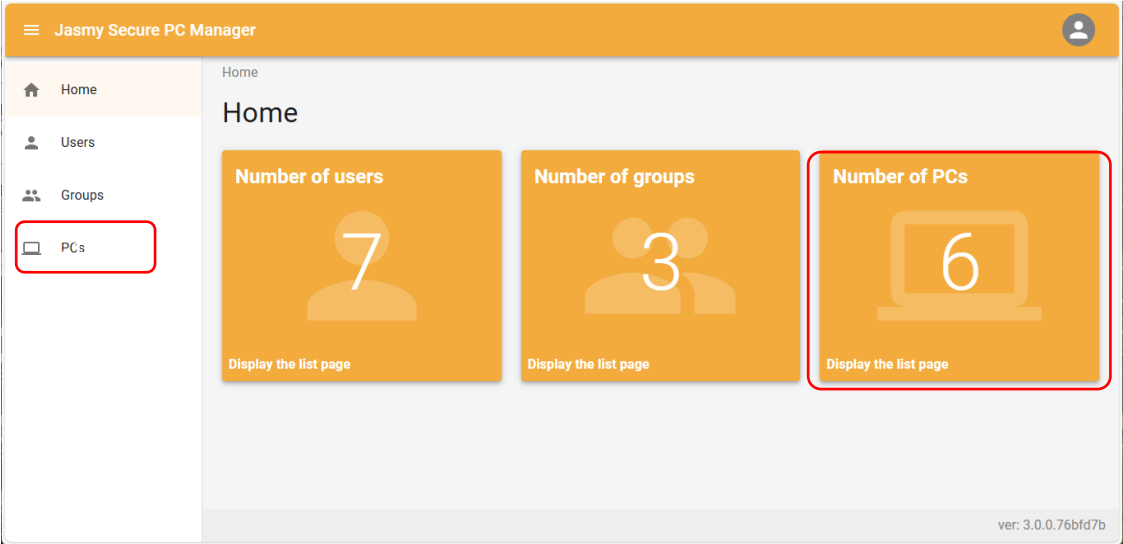 Jasmy Secure PC Manager
Home
Users
Groups
PCs
Home
Home
Number of users
7
Display the list page
Number of groups
3
Display the list page
Number of PCs
6
Display the list page
ver: 3.0.0.76bfd7b